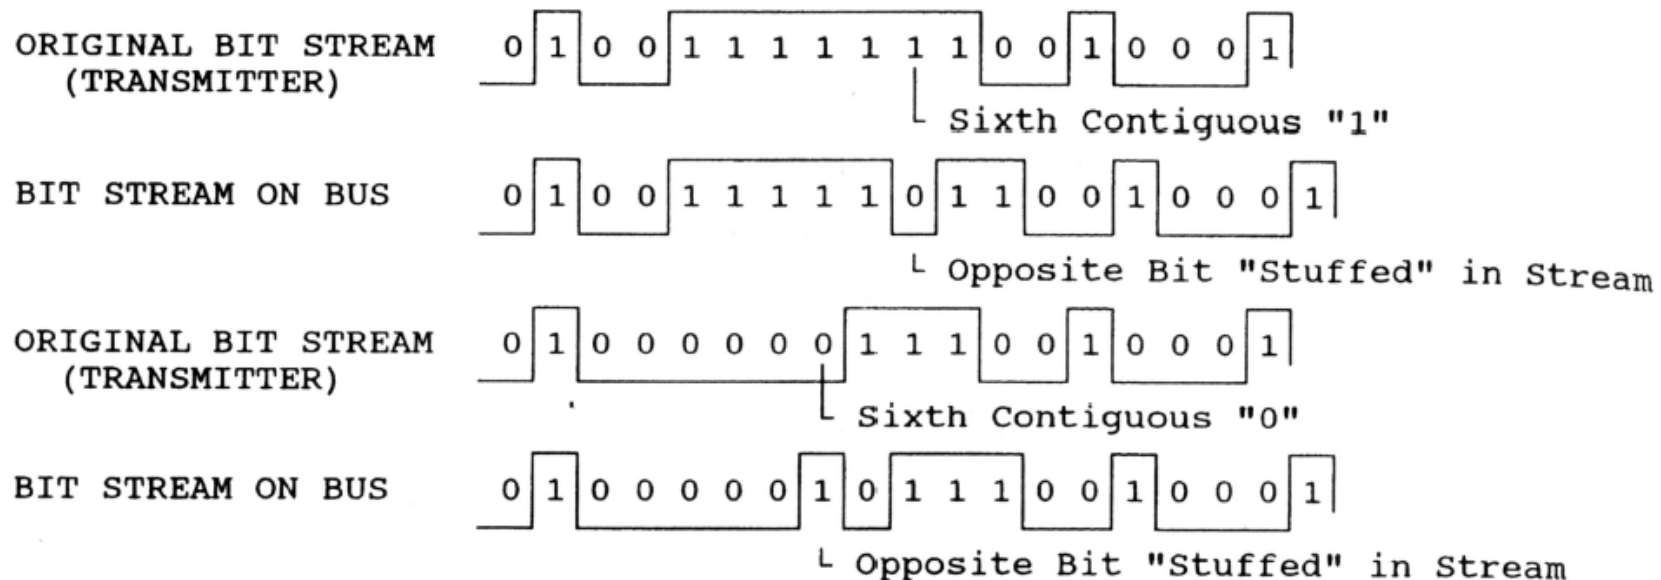 ORIGINAL BIT STREAM 0 1 0 0 1 1 1 1 1 1 1 0 0 1 0 0 0 1
(TRANSMITTER)
Sixth Contiguous "1"
BIT STREAM ON BUS 0 1 0 0 1 1 1 1 1 0 1 1 0 0 1 0 0 0 1
Opposite Bit "Stuffed" in Stream
ORIGINAL BIT STREAM 0 1 0 0 0 0 0 0 1 1 1 0 0 1 0 0 0 1
(TRANSMITTER)
Sixth Contiguous "0"
BIT STREAM ON BUS 0 1 0 0 0 0 0 1 0 1 1 1 0 0 1 0 0 0 1
Opposite Bit "Stuffed" in Stream